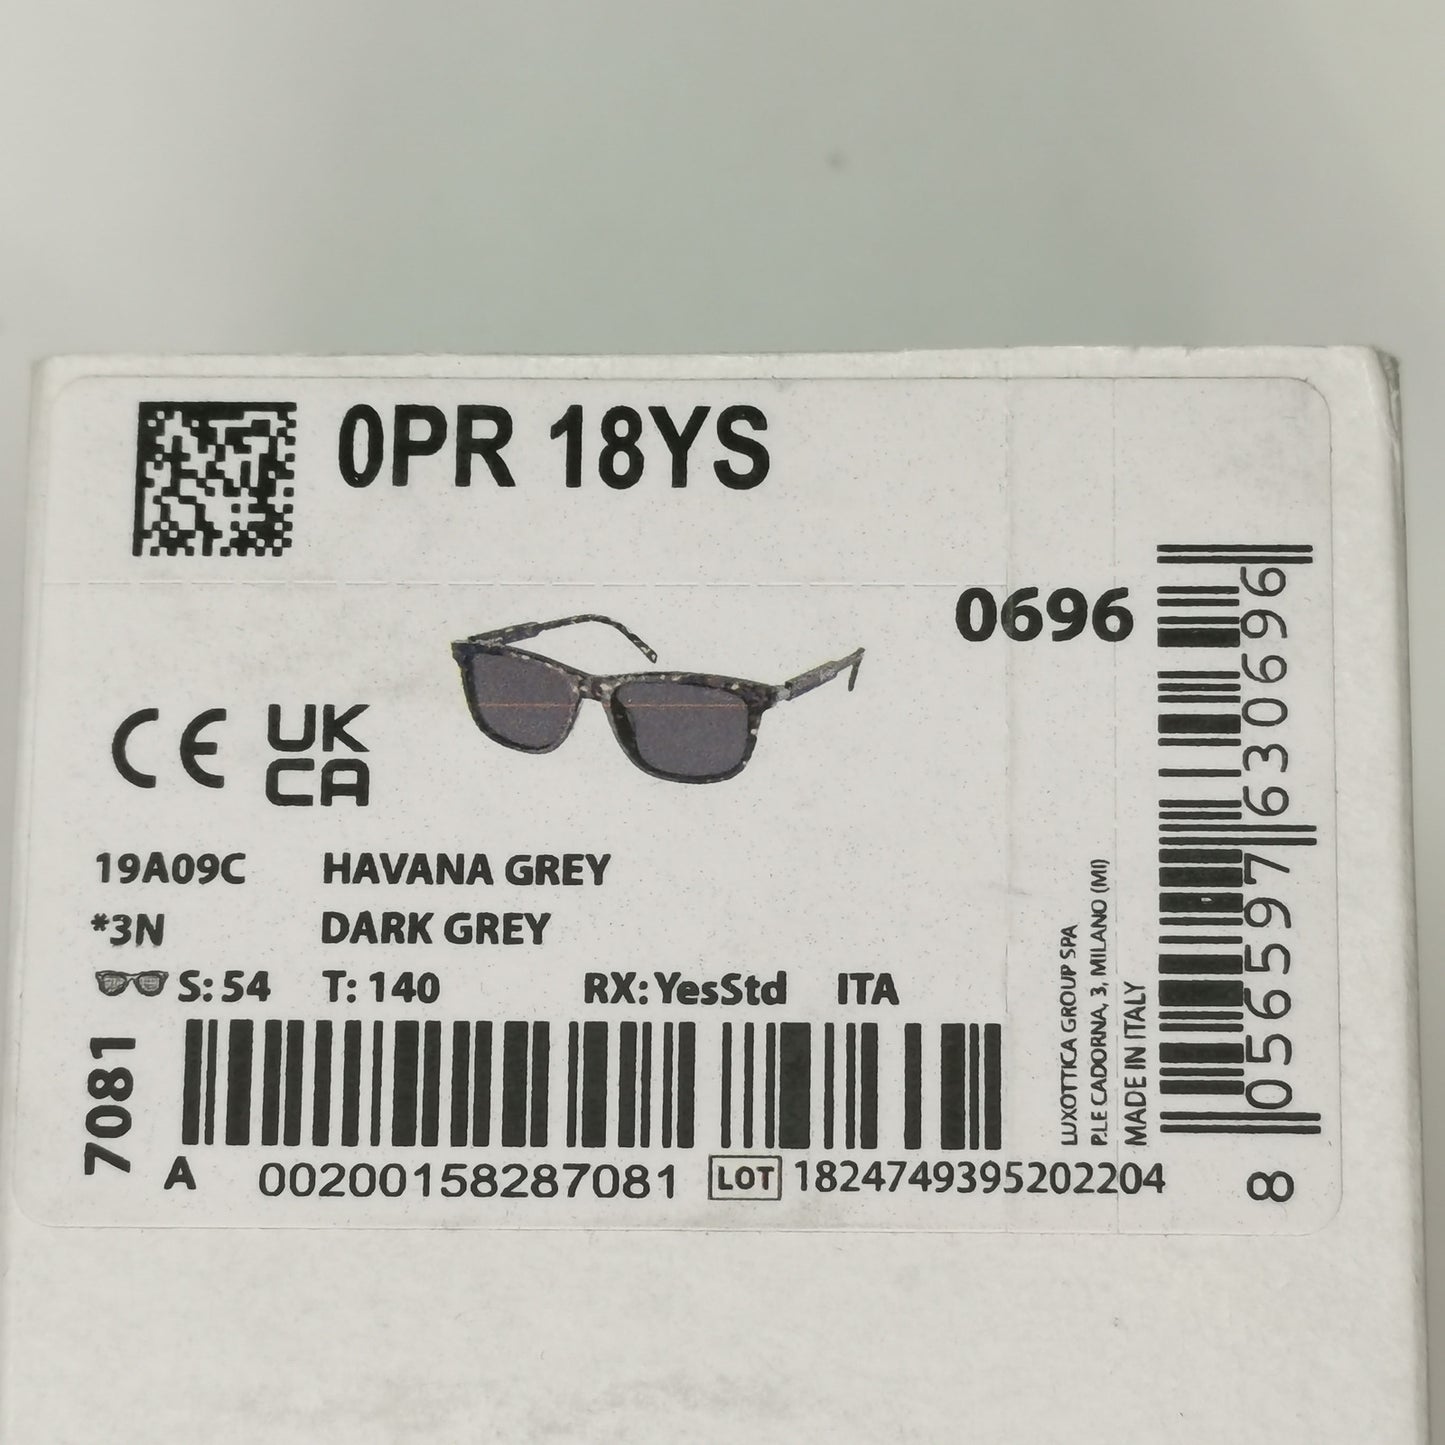 0PR 18YS
0696
CE UK
CA
19A09C HAVANA GREY
*3N DARK GREY
S: 54 T: 140 RX: YesStd ITA
7081
A 00200158287081 LOT 1824749395202204
LUXOTTICA GROUP SPA
P.LE CADORNA, 3, MILANO (MI)
MADE IN ITALY
8 056597 630696